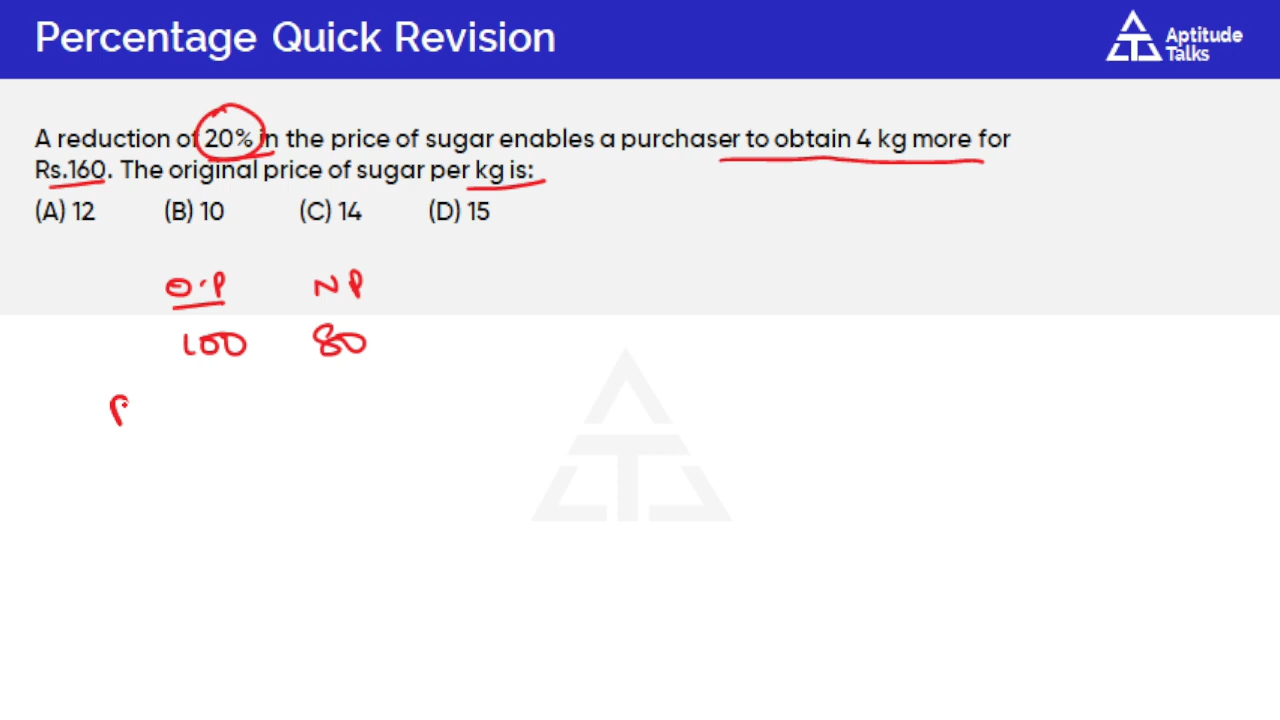 Percentage Quick Revision
Aptitude
Talks
A reduction of 20% in the price of sugar enables a purchaser to obtain 4 kg more for
Rs.160. The original price of sugar per kg is:
(A) 12 (B) 10 (C) 14 (D) 15
O.P NP
100 80